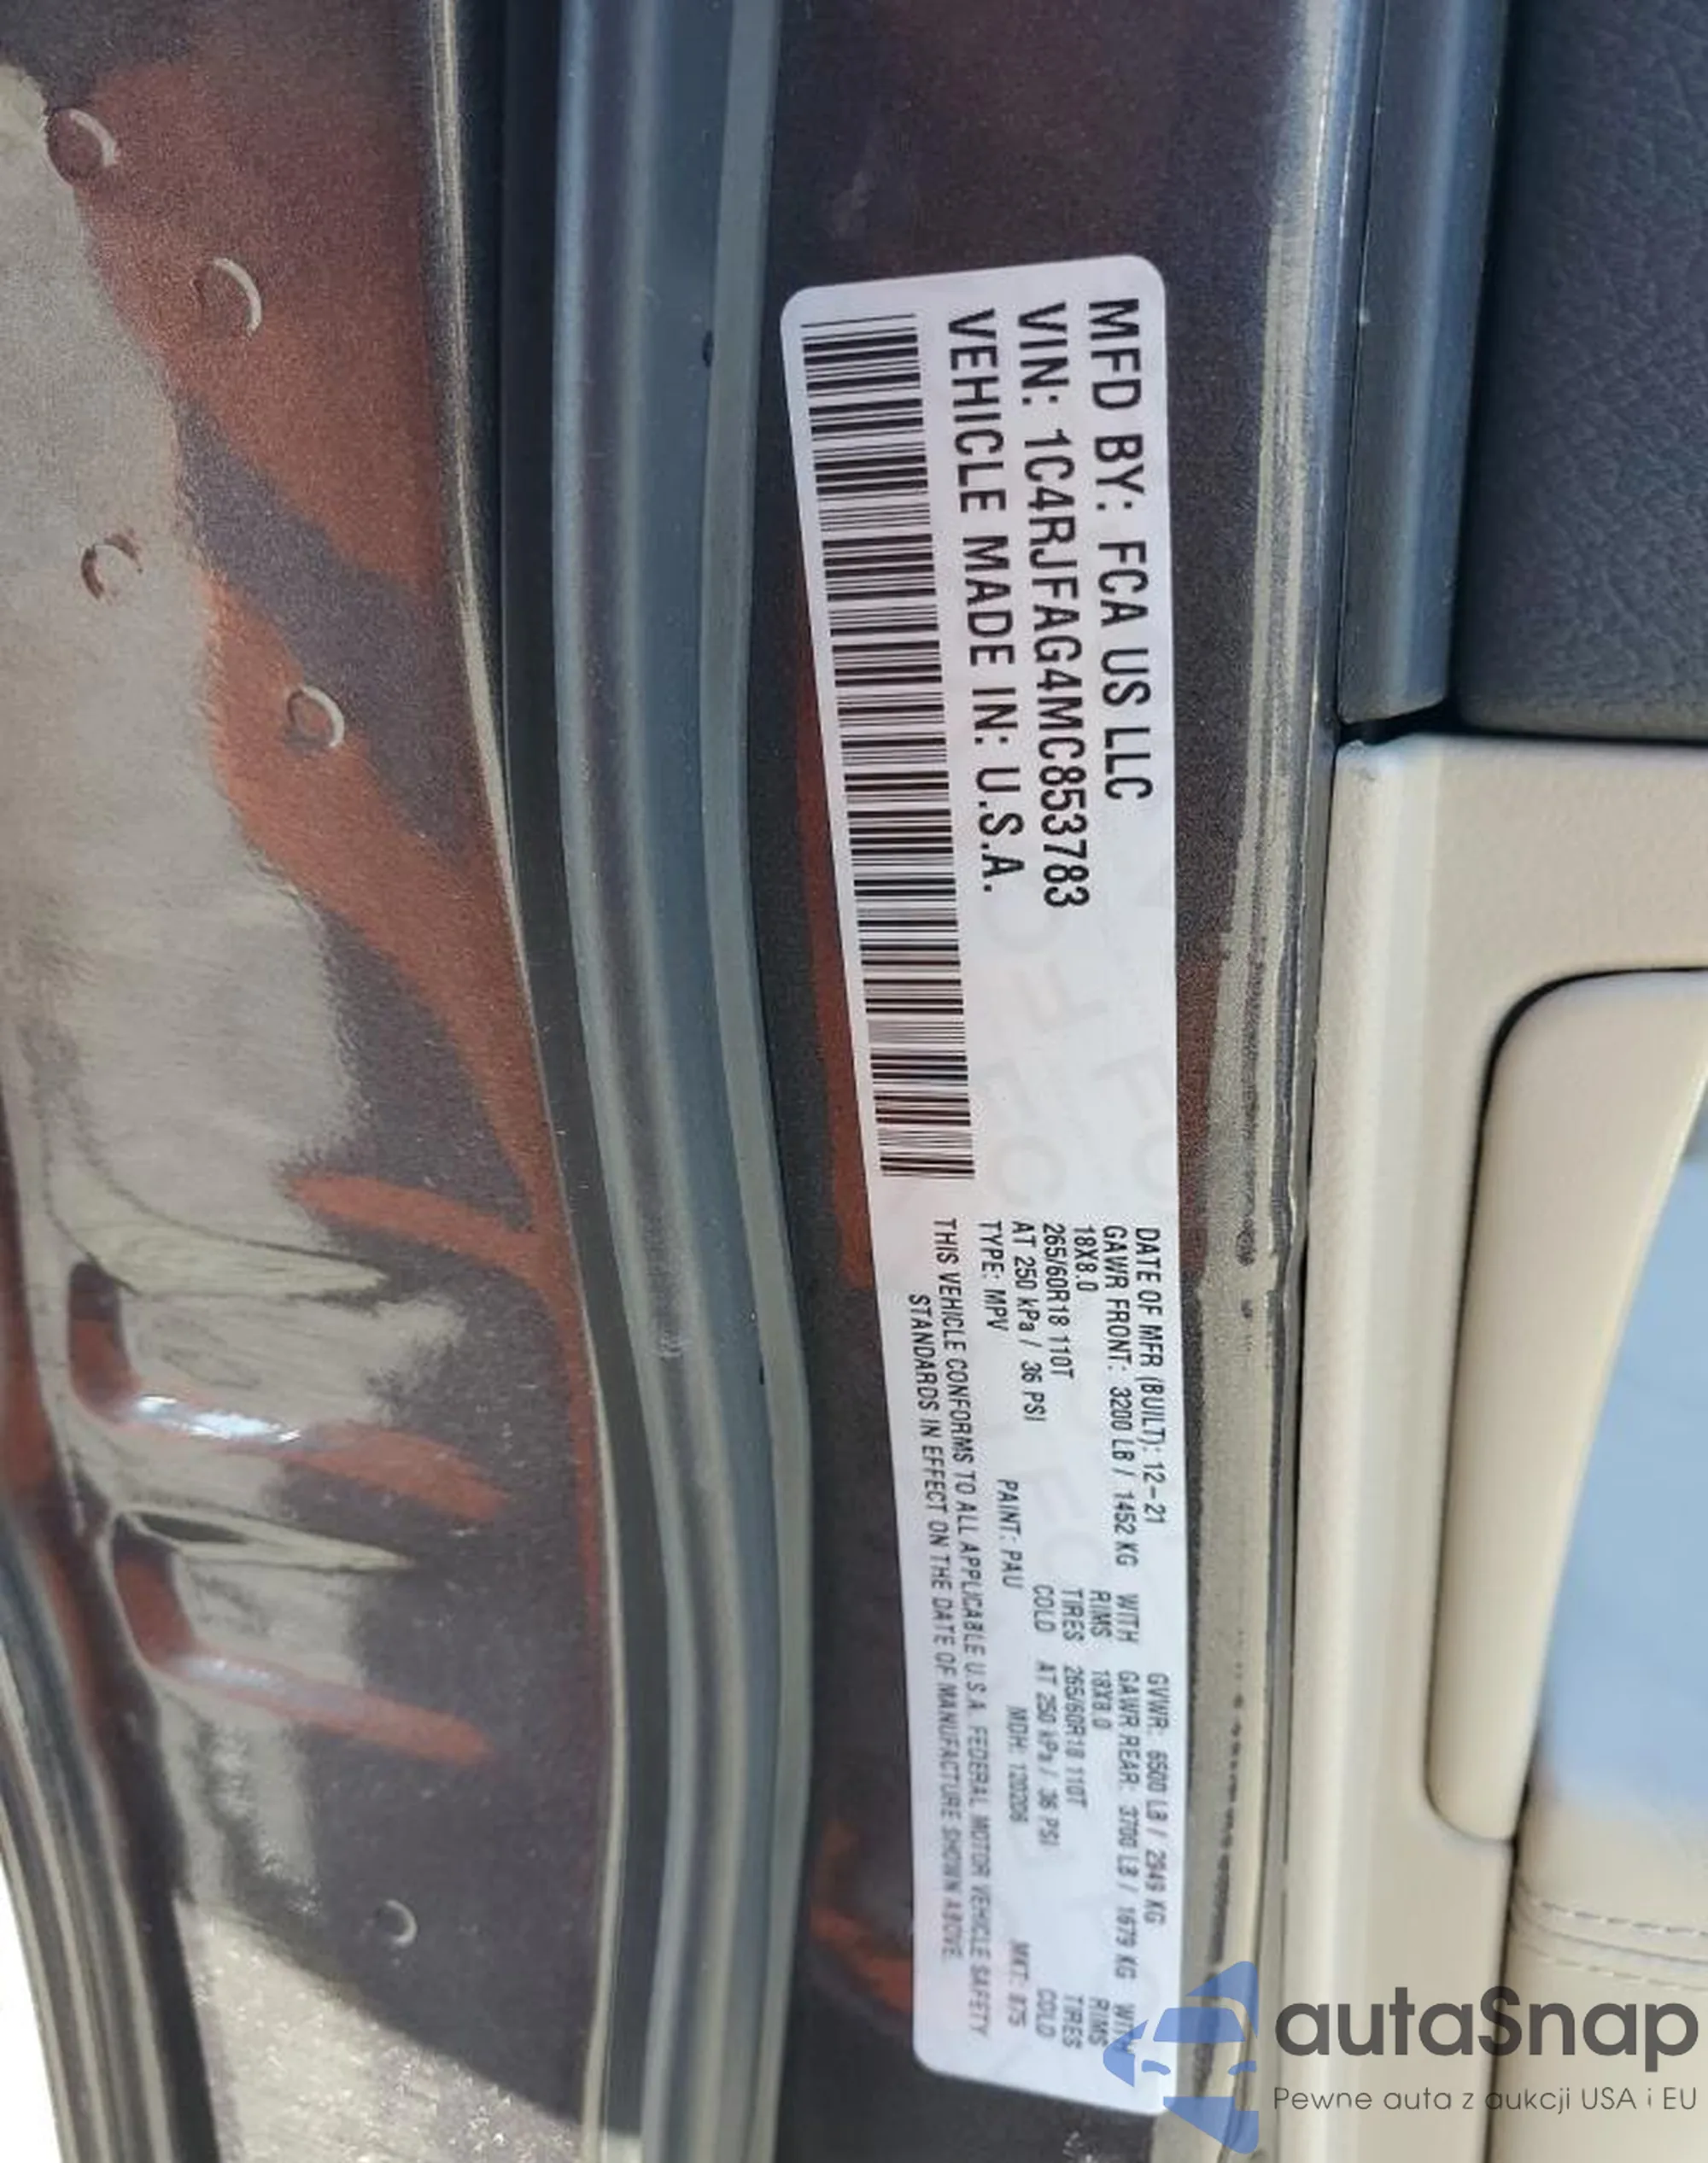 MFD BY: FCA US LLC
VIN: 1C4RJFAG4MC853783
VEHICLE MADE IN: U.S.A.
DATE OF MFR (BUILT): 12-21 GVWR: 6500 LB / 2949 KG
GAWR FRONT: 3200 LB / 1452 KG WITH GAWR REAR: 3700 LB / 1679 KG WITH
18X8.0 RIMS 18X8.0 RIMS
265/60R18 110T TIRES 265/60R18 110T TIRES
AT 250 kPa / 36 PSI COLD AT 250 kPa / 36 PSI COLD
TYPE: MPV PAINT: PAU MDH: 120206 MKT: 875
THIS VEHICLE CONFORMS TO ALL APPLICABLE U.S.A. FEDERAL MOTOR VEHICLE SAFETY
STANDARDS IN EFFECT ON THE DATE OF MANUFACTURE SHOWN ABOVE.
autaSnap
Pewne auta z aukcji USA i EU